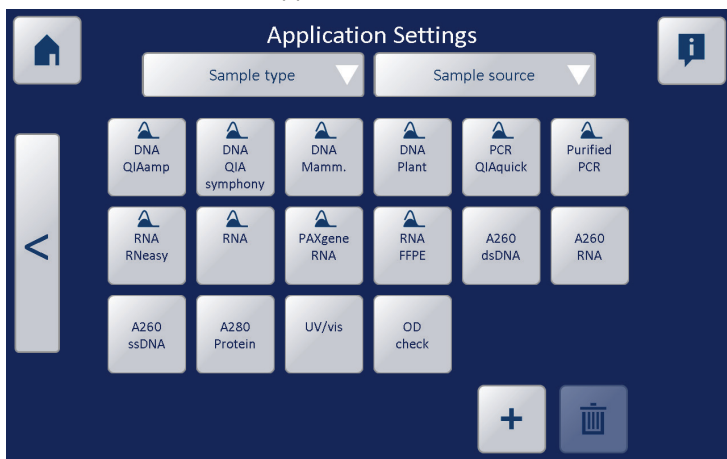 Application Settings
Sample type
Sample source
DNA
QIAamp
DNA
QIA
symphony
DNA
Mamm.
DNA
Plant
PCR
QIAquick
Purified
PCR
RNA
RNeasy
RNA
PAXgene
RNA
RNA
FFPE
A260
dsDNA
A260
RNA
A260
ssDNA
A280
Protein
UV/vis
OD
check
<
+